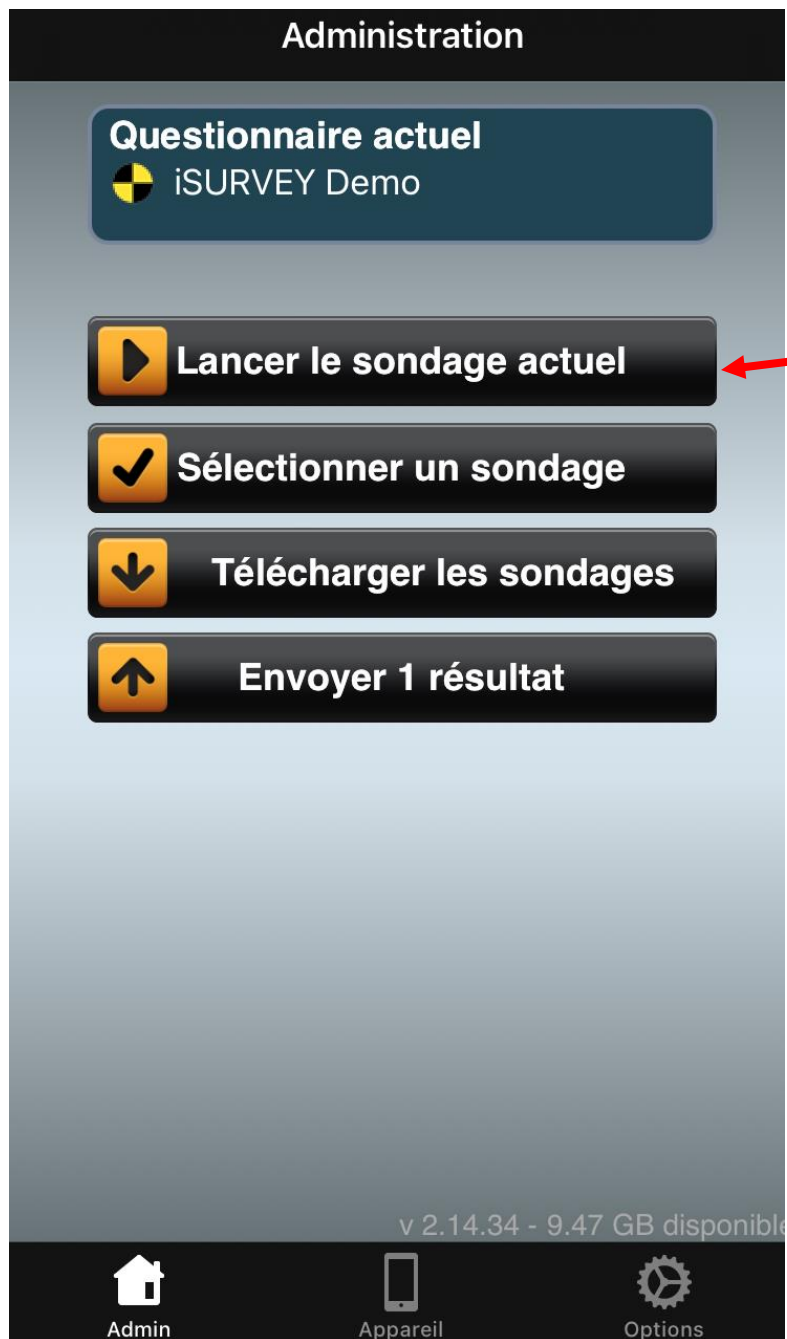 Administration
Questionnaire actuel
iSURVEY Demo
Lancer le sondage actuel
Sélectionner un sondage
Télécharger les sondages
Envoyer 1 résultat
v 2.14.34 - 9.47 GB disponible
Admin
Appareil
Options